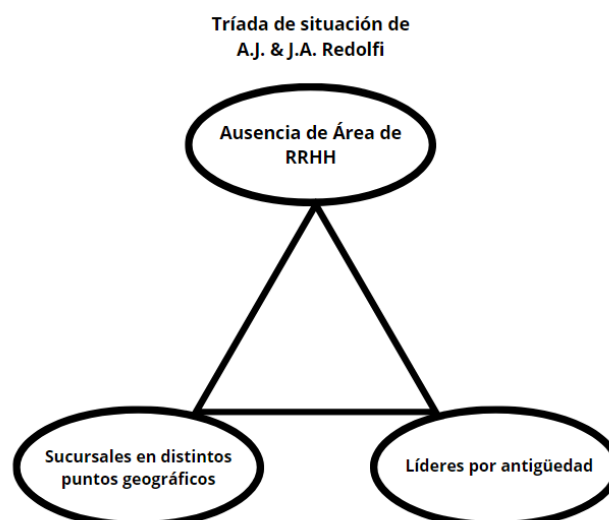 Tríada de situación de
A.J. & J.A. Redolfi
Ausencia de Área de
RRHH
Sucursales en distintos
puntos geográficos
Líderes por antigüedad